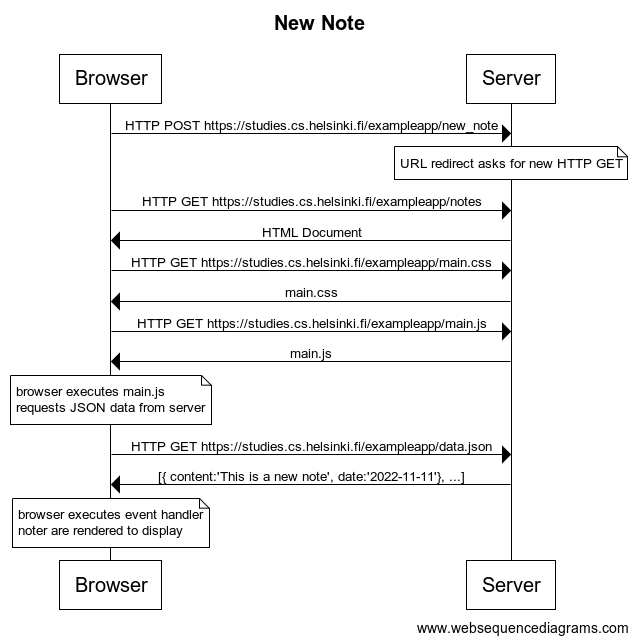 New Note
Browser
Server
HTTP POST https://studies.cs.helsinki.fi/exampleapp/new_note
URL redirect asks for new HTTP GET
HTTP GET https://studies.cs.helsinki.fi/exampleapp/notes
HTML Document
HTTP GET https://studies.cs.helsinki.fi/exampleapp/main.css
main.css
HTTP GET https://studies.cs.helsinki.fi/exampleapp/main.js
main.js
browser executes main.js
requests JSON data from server
HTTP GET https://studies.cs.helsinki.fi/exampleapp/data.json
[{ content:'This is a new note', date:'2022-11-11'}, ...]
browser executes event handler
noter are rendered to display
Browser
Server
www.websequencediagrams.com